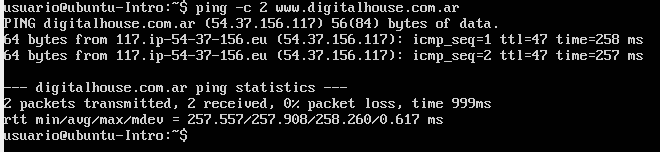 usuario@ubuntu-Intro:~$ ping -c 2 www.digitalhouse.com.ar
PING digitalhouse.com.ar (54.37.156.117) 56(84) bytes of data.
64 bytes from 117.ip-54-37-156.eu (54.37.156.117): icmp_seq=1 ttl=47 time=258 ms
64 bytes from 117.ip-54-37-156.eu (54.37.156.117): icmp_seq=2 ttl=47 time=257 ms

--- digitalhouse.com.ar ping statistics ---
2 packets transmitted, 2 received, 0% packet loss, time 999ms
rtt min/avg/max/mdev = 257.557/257.908/258.260/0.617 ms
usuario@ubuntu-Intro:~$